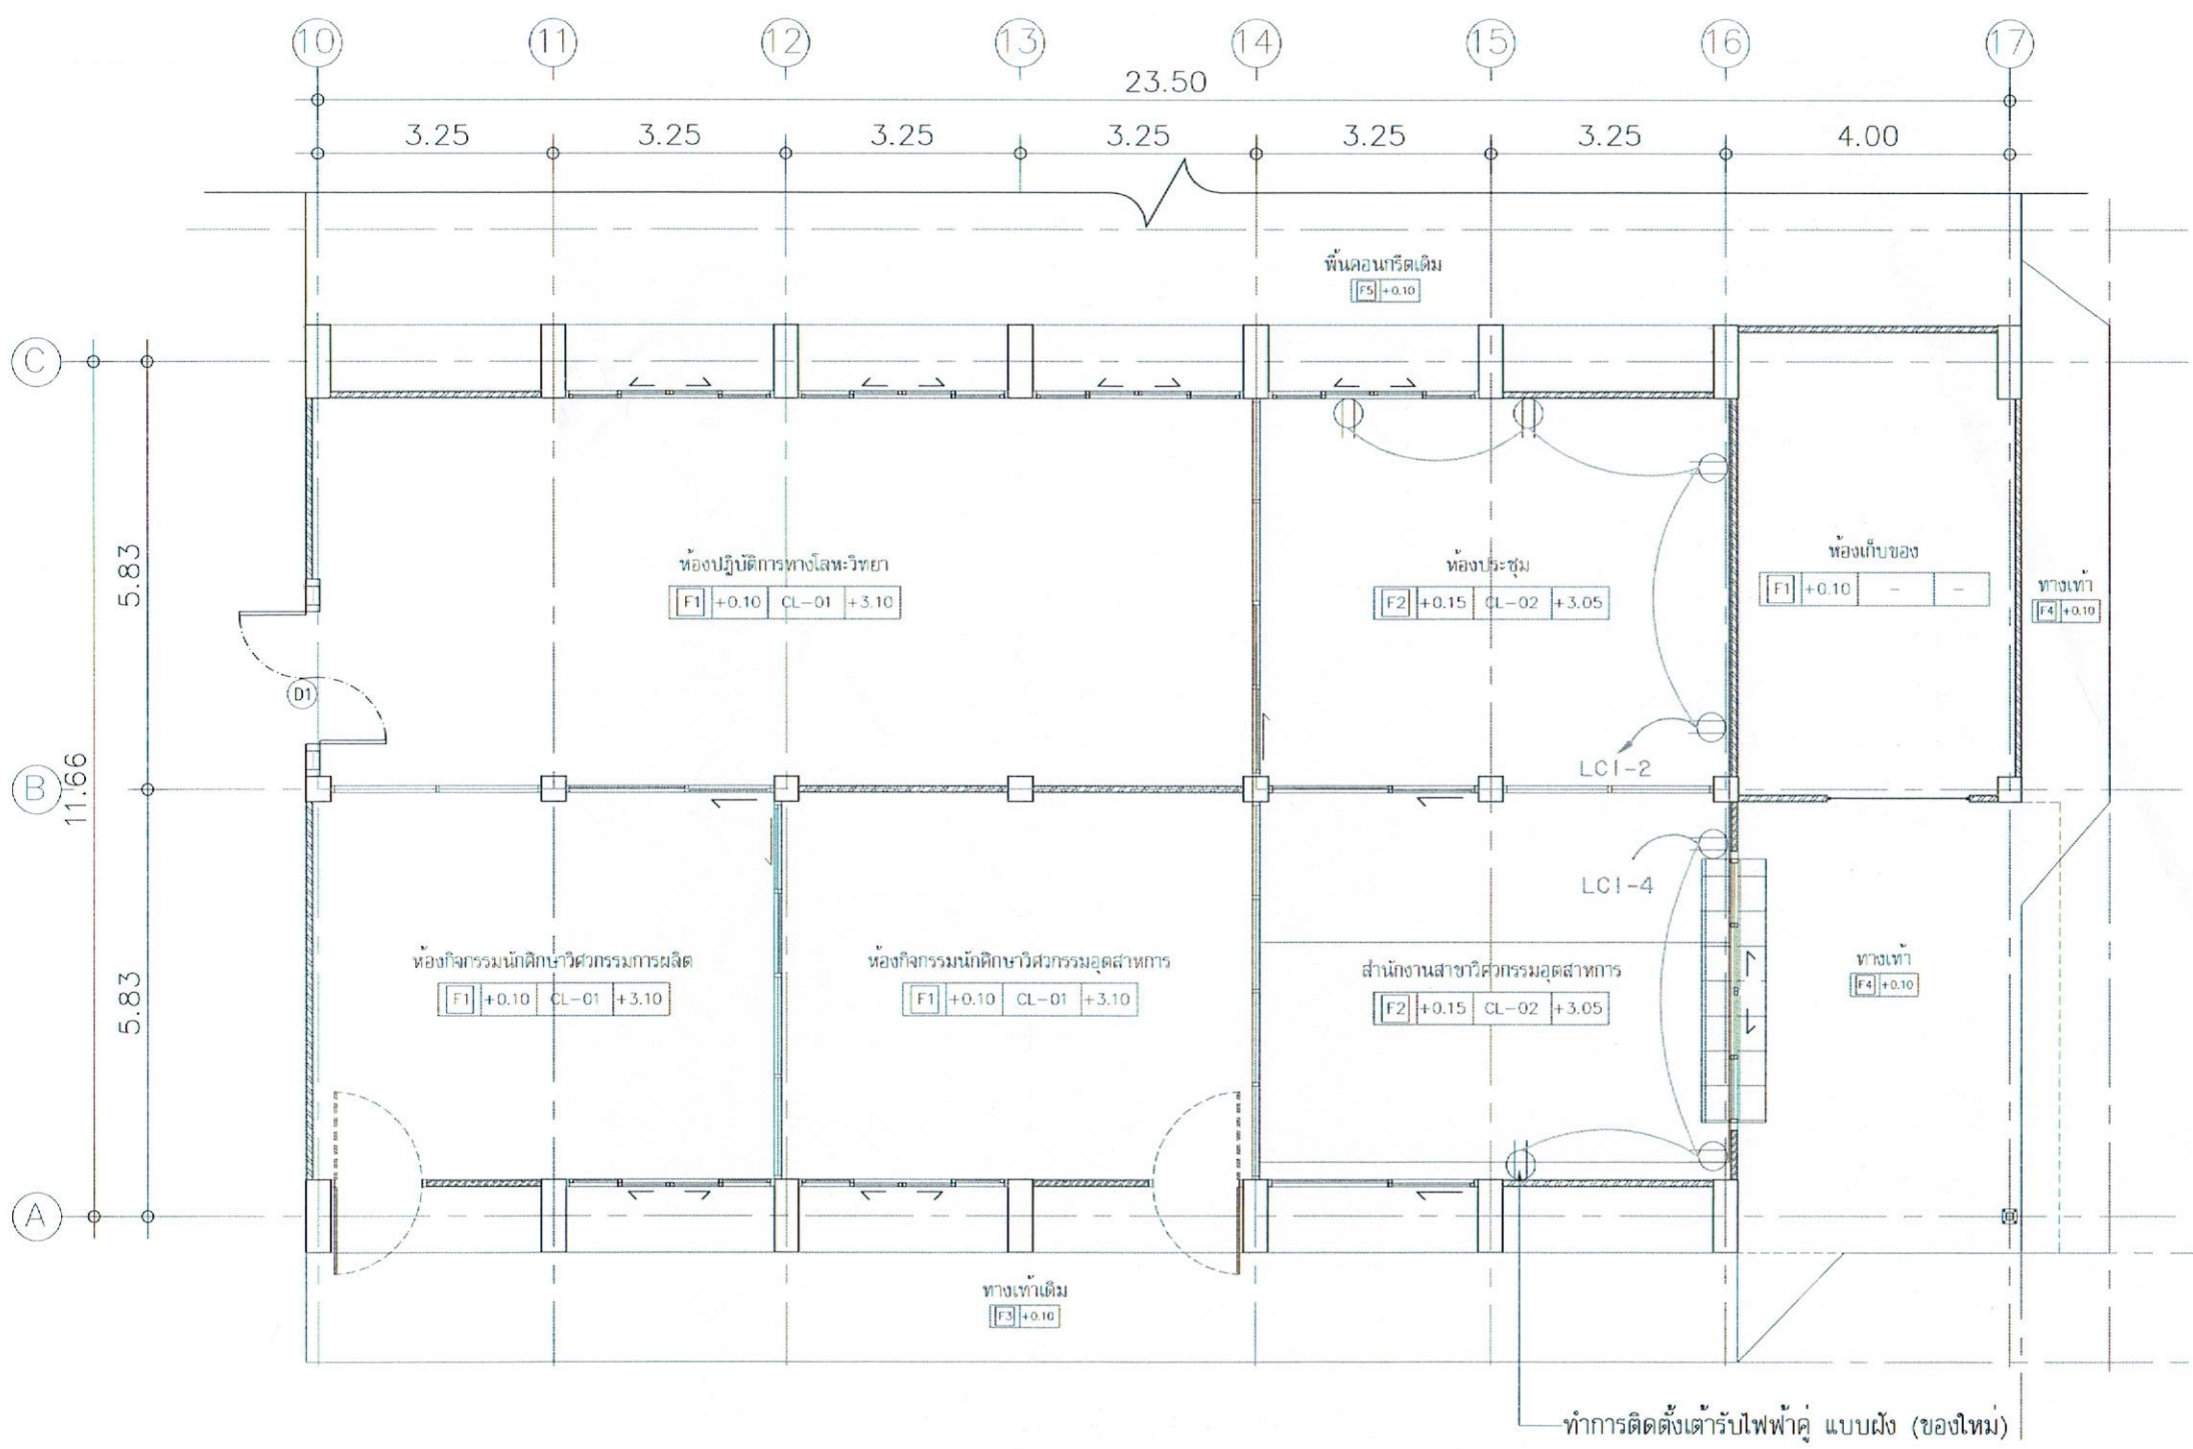 10 11 12 13 14 15 16 17
23.50
3.25 3.25 3.25 3.25 3.25 3.25 4.00
พื้นคอนกรีตเดิม
F5 +0.10
C
5.83
ห้องปฏิบัติการทางโลหะวิทยา
F1 +0.10 CL-01 +3.10
ห้องประชุม
F2 +0.15 CL-02 +3.05
ห้องเก็บของ
F1 +0.10 - -
ทางเท้า
F4 +0.10
D1
LC1-2
B
11.66
LC1-4
5.83
ห้องกิจกรรมนักศึกษาวิศวกรรมการผลิต
F1 +0.10 CL-01 +3.10
ห้องกิจกรรมนักศึกษาวิศวกรรมอุตสาหการ
F1 +0.10 CL-01 +3.10
สำนักงานสาขาวิศวกรรมอุตสาหการ
F2 +0.15 CL-02 +3.05
ทางเท้า
F4 +0.10
A
ทางเท้าเดิม
F3 +0.10
ทำการติดตั้งเต้ารับไฟฟ้าคู่ แบบฝัง (ของใหม่)